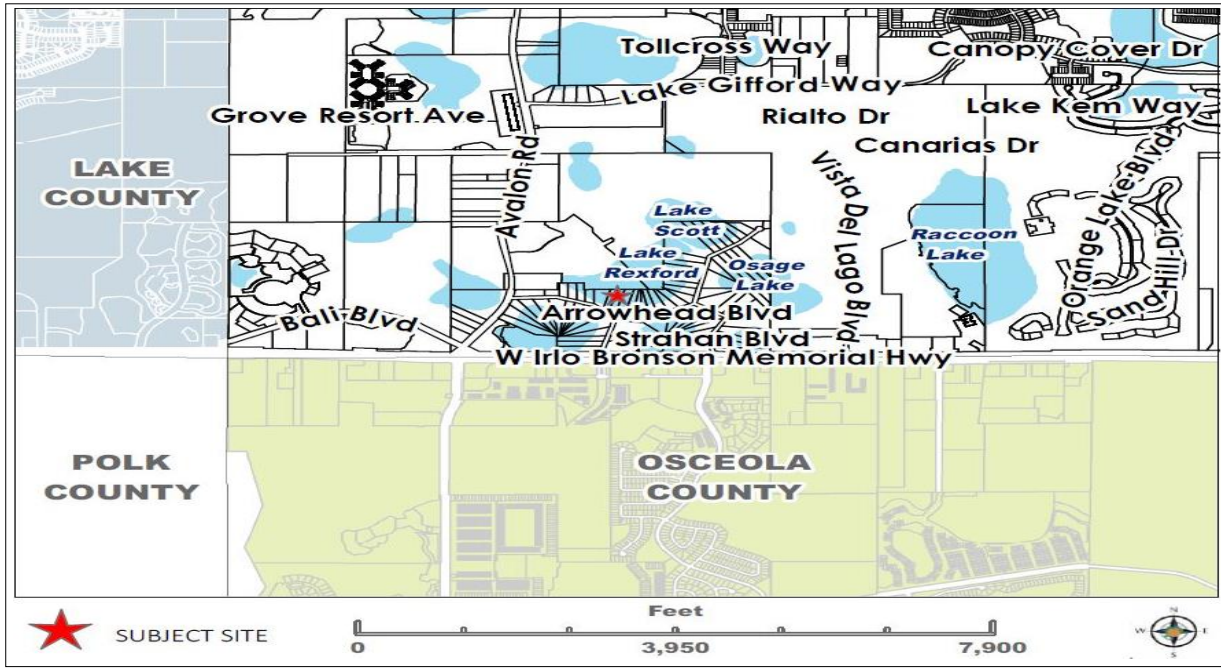 Tollcross Way
Canopy Cover Dr
Lake Gifford Way
Grove Resort Ave
Rialto Dr
Lake Kem Way
Canarias Dr
LAKE
COUNTY
Avalon Rd
Vista Del Lago Blvd
Orange Lake Blvd
Lake
Scott
Raccoon
Lake
Lake
Rexford
Osage
Lake
Sand Hill Dr
Bali Blvd
Arrowhead Blvd
Strahan Blvd
W Irlo Bronson Memorial Hwy
POLK
COUNTY
OSCEOLA
COUNTY
SUBJECT SITE
Feet
0
3,950
7,900
N
W
E
S